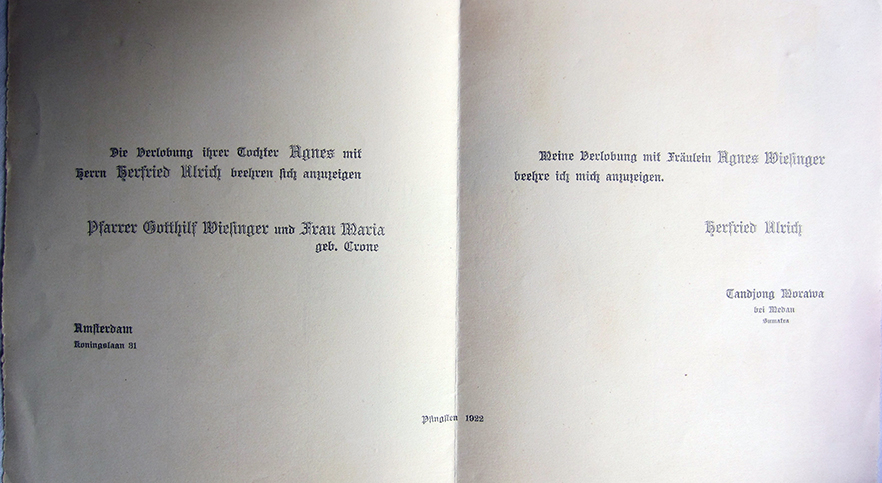 Die Verlobung ihrer Tochter Agnes mit
Herrn Herfried Ulrich beehren sich anzuzeigen
Pfarrer Gotthilf Wiesinger und Frau Maria
geb. Crone
Amsterdam
Koningslaan 31
Meine Verlobung mit Fräulein Agnes Wiesinger
beehre ich mich anzuzeigen.
Herfried Ulrich
Tandjong Morawa
bei Medan
Sumatra
Pfingsten 1922